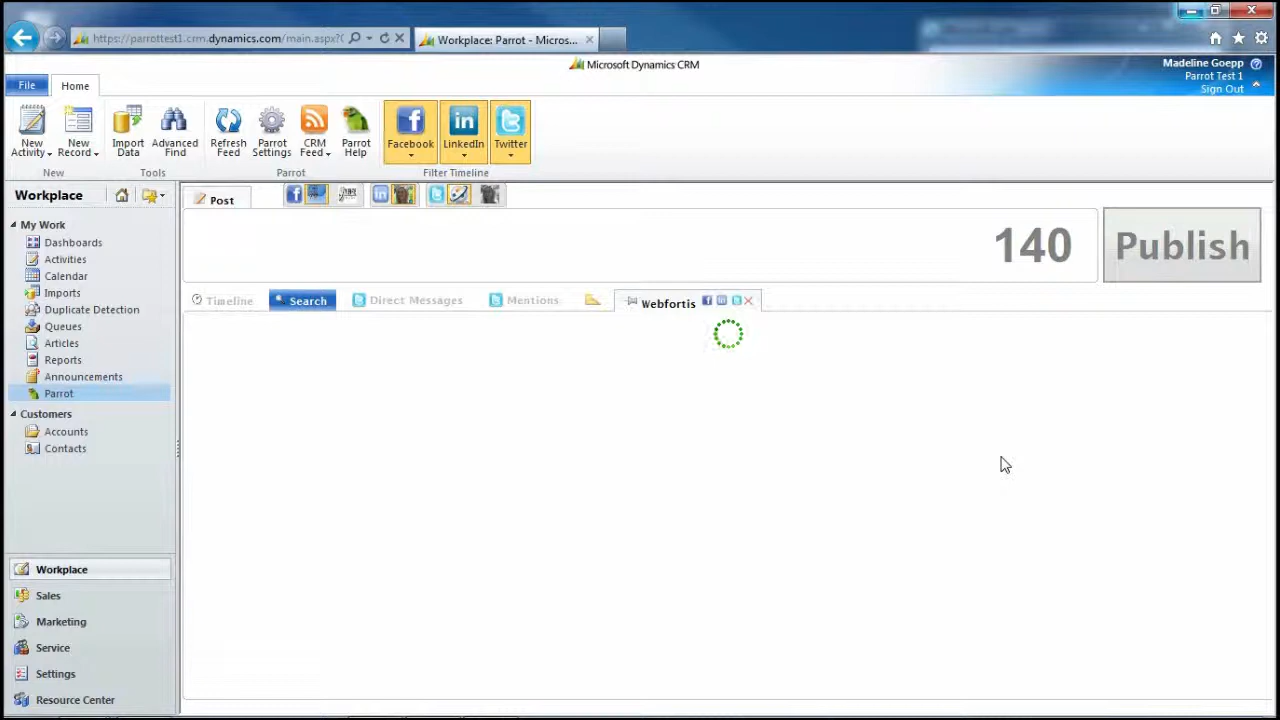 https://parrottest1.crm.dynamics.com/main.aspx?
Workplace: Parrot - Micros...
Microsoft Dynamics CRM
Madeline Goepp
Parrot Test 1
Sign Out
File
Home
New Activity
New Record
Import Data
Advanced Find
Refresh Feed
Parrot Settings
CRM Feed
Parrot Help
Facebook
LinkedIn
Twitter
New
Tools
Parrot
Filter Timeline
Workplace
Post
140
Publish
My Work
Dashboards
Activities
Calendar
Imports
Duplicate Detection
Queues
Articles
Reports
Announcements
Parrot
Customers
Accounts
Contacts
Timeline
Search
Direct Messages
Mentions
Webfortis
Workplace
Sales
Marketing
Service
Settings
Resource Center